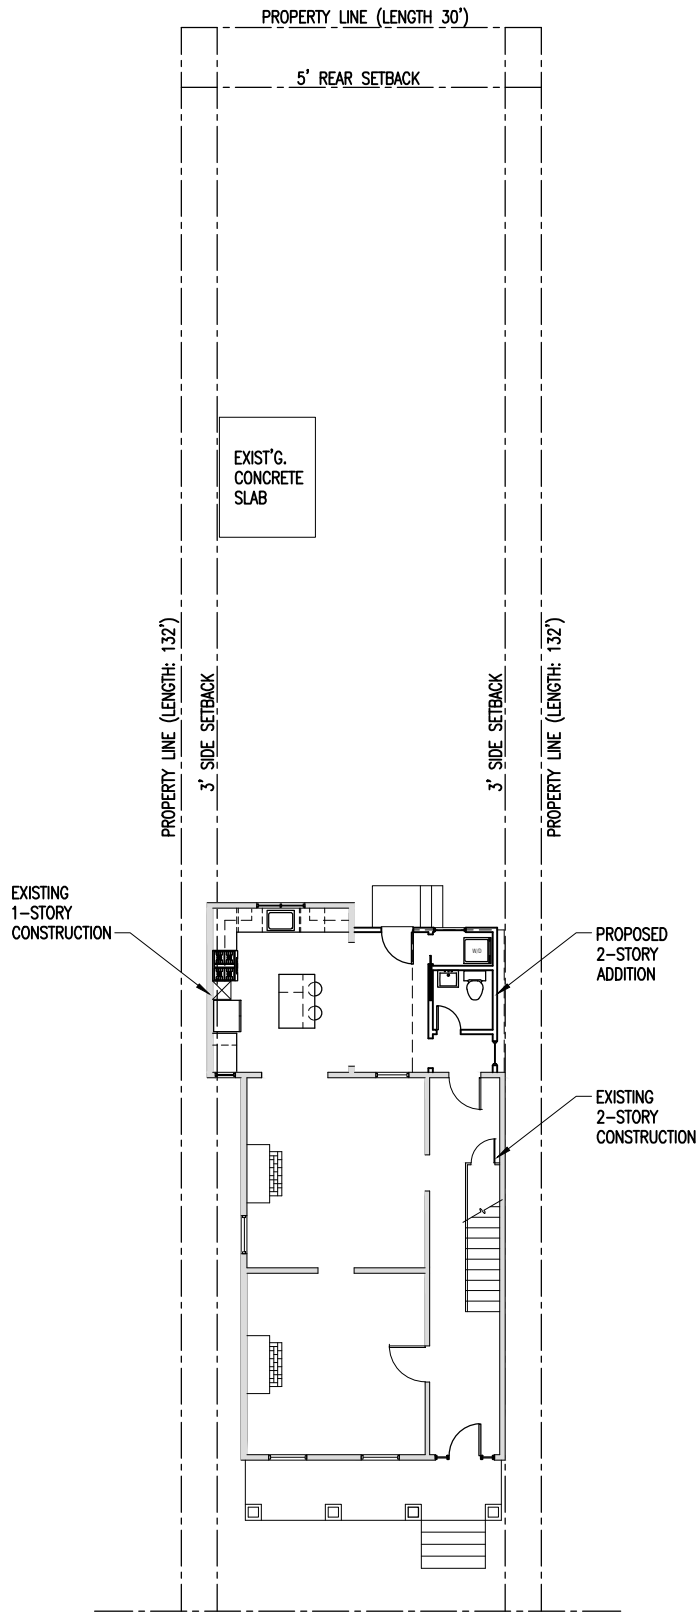 PROPERTY LINE (LENGTH 30')
5' REAR SETBACK
EXIST'G.
CONCRETE
SLAB
PROPERTY LINE (LENGTH: 132')
3' SIDE SETBACK
3' SIDE SETBACK
PROPERTY LINE (LENGTH: 132')
EXISTING
1-STORY
CONSTRUCTION
W/D
PROPOSED
2-STORY
ADDITION
EXISTING
2-STORY
CONSTRUCTION